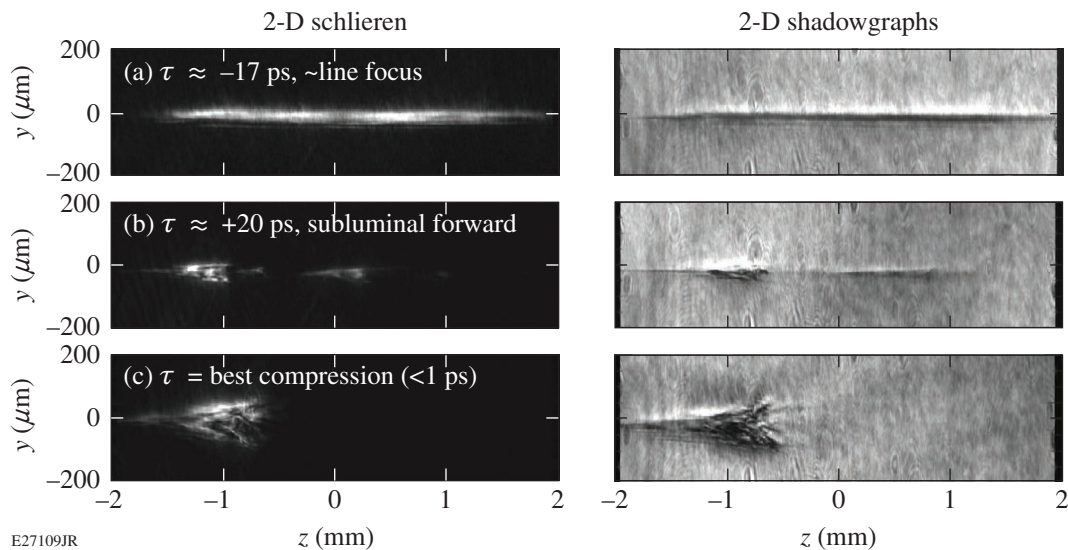 2-D schlieren
2-D shadowgraphs
200
0
–200
y (μm)
(a) τ ≈ –17 ps, ~line focus
200
0
–200
y (μm)
(b) τ ≈ +20 ps, subluminal forward
200
0
–200
y (μm)
(c) τ = best compression (<1 ps)
–2 –1 0 1 2
–2 –1 0 1 2
z (mm)
z (mm)
E27109JR